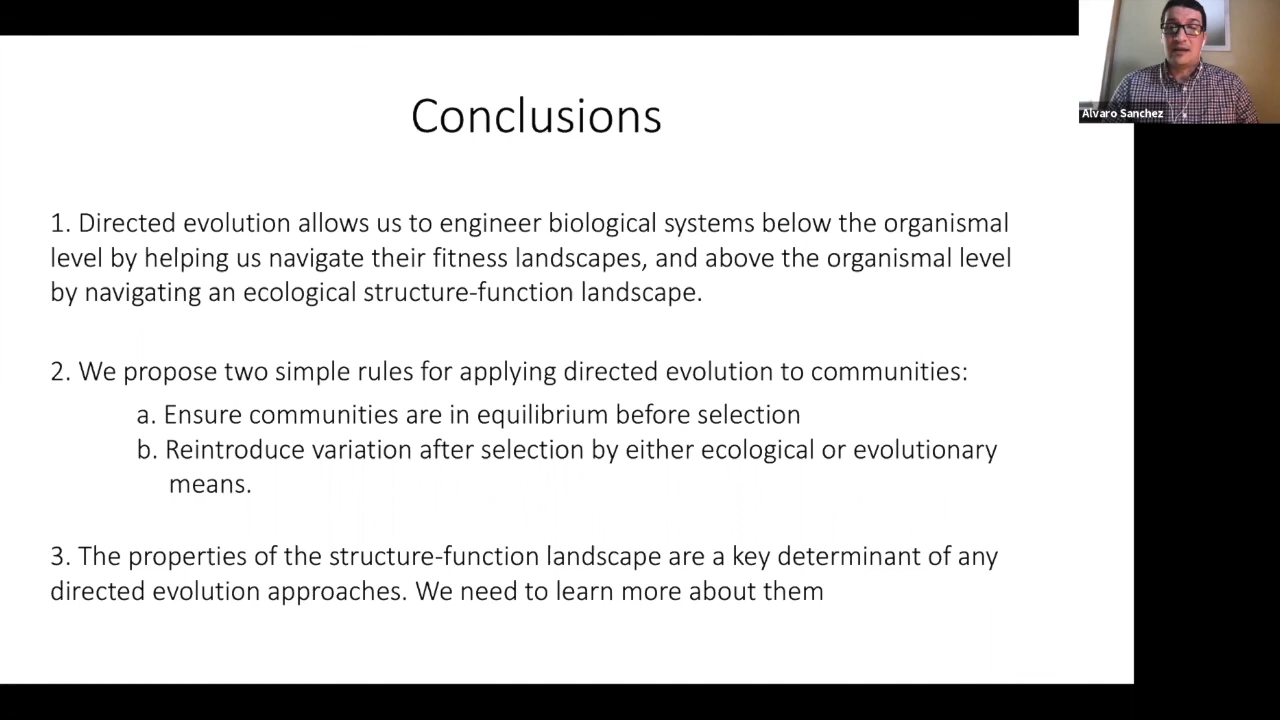 Conclusions
Alvaro Sanchez
1. Directed evolution allows us to engineer biological systems below the organismal
level by helping us navigate their fitness landscapes, and above the organismal level
by navigating an ecological structure-function landscape.
2. We propose two simple rules for applying directed evolution to communities:
a. Ensure communities are in equilibrium before selection
b. Reintroduce variation after selection by either ecological or evolutionary
means.
3. The properties of the structure-function landscape are a key determinant of any
directed evolution approaches. We need to learn more about them